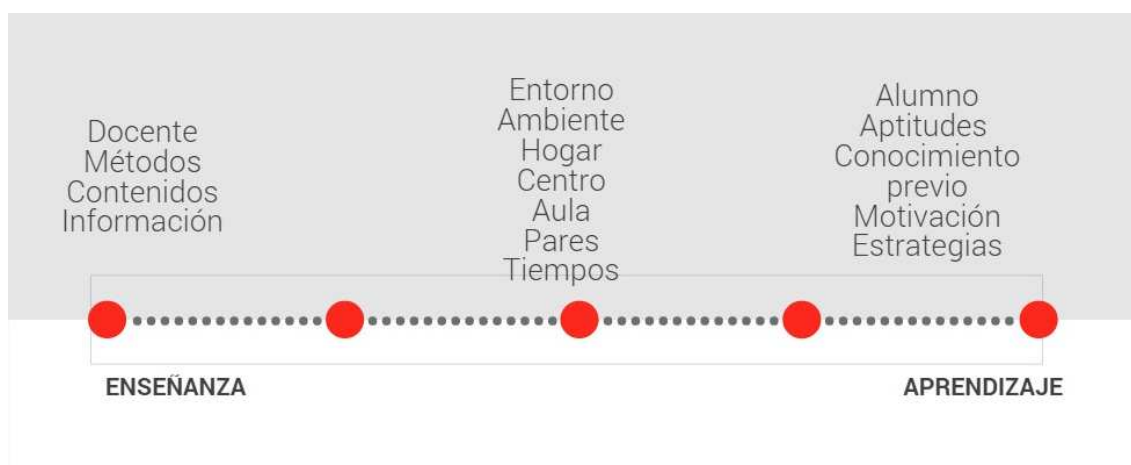 Docente
Métodos
Contenidos
Información
Entorno
Ambiente
Hogar
Centro
Aula
Pares
Tiempos
Alumno
Aptitudes
Conocimiento
previo
Motivación
Estrategias
ENSEÑANZA
APRENDIZAJE